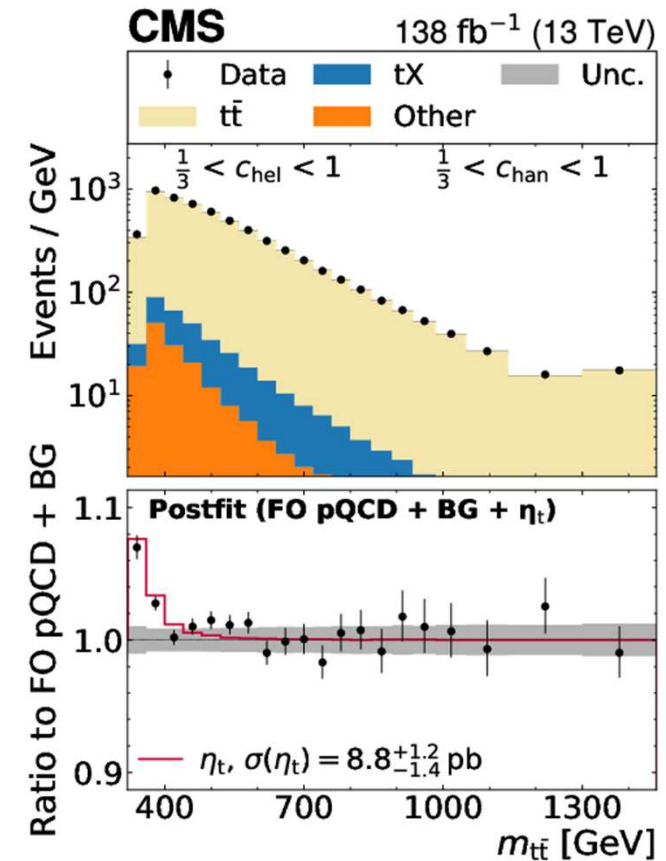 CMS 138 fb⁻¹ (13 TeV)
Data tX Unc.
tt̄ Other
1/3 < c_hel < 1 1/3 < c_han < 1
Events / GeV
10³
10²
10¹
Ratio to FO pQCD + BG
Postfit (FO pQCD + BG + η_t)
1.1
1.0
0.9
η_t, σ(η_t) = 8.8 +1.2 −1.4 pb
400 700 1000 1300
m_tt̄ [GeV]